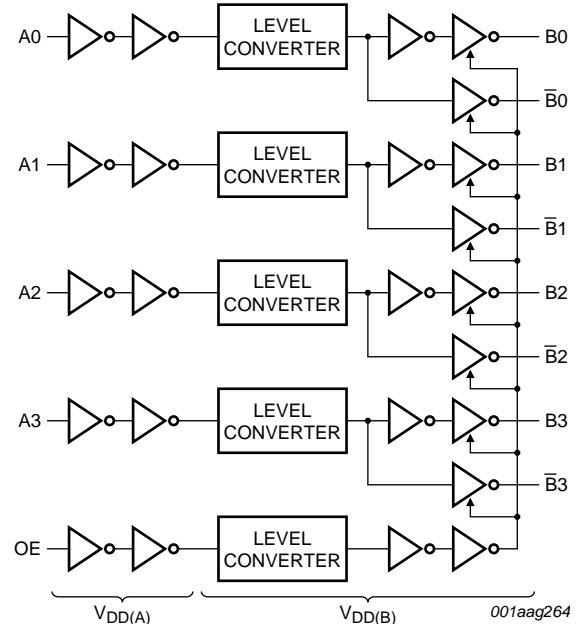 A0
LEVEL
CONVERTER
B0
B̅0
A1
LEVEL
CONVERTER
B1
B̅1
A2
LEVEL
CONVERTER
B2
B̅2
A3
LEVEL
CONVERTER
B3
B̅3
OE
LEVEL
CONVERTER
VDD(A)
VDD(B)
001aag264